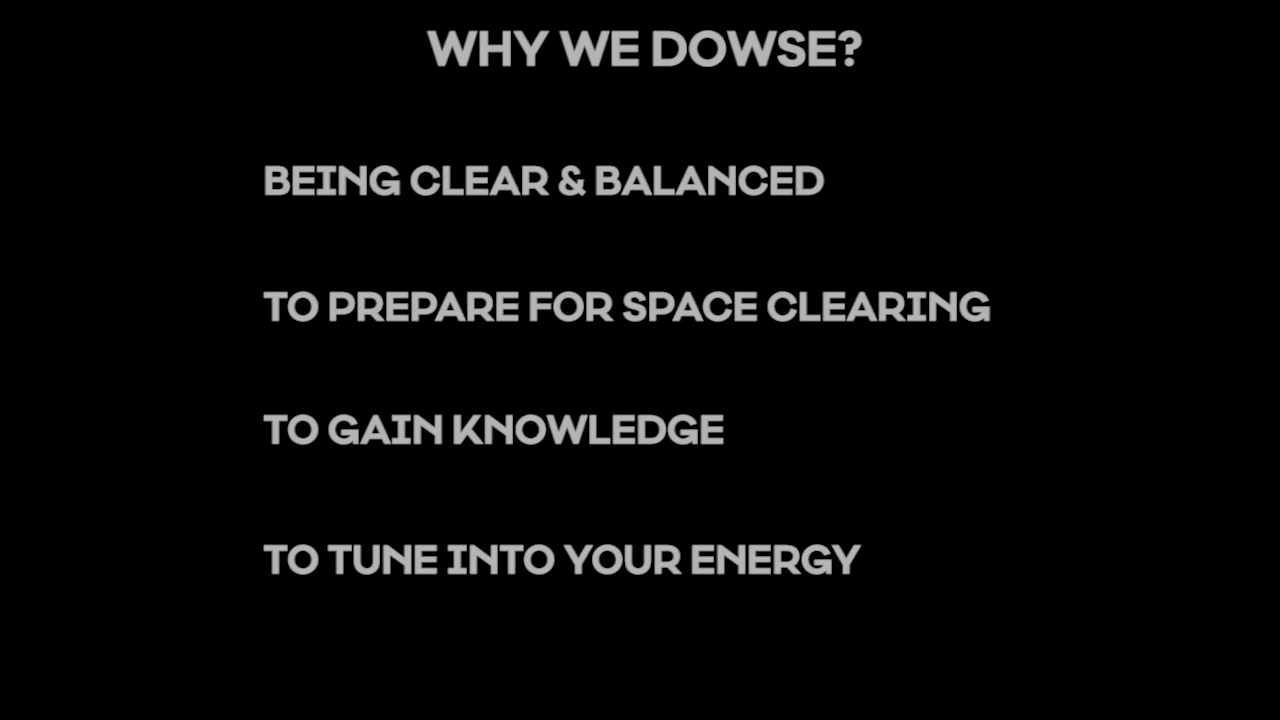 WHY WE DOWSE?
BEING CLEAR & BALANCED
TO PREPARE FOR SPACE CLEARING
TO GAIN KNOWLEDGE
TO TUNE INTO YOUR ENERGY